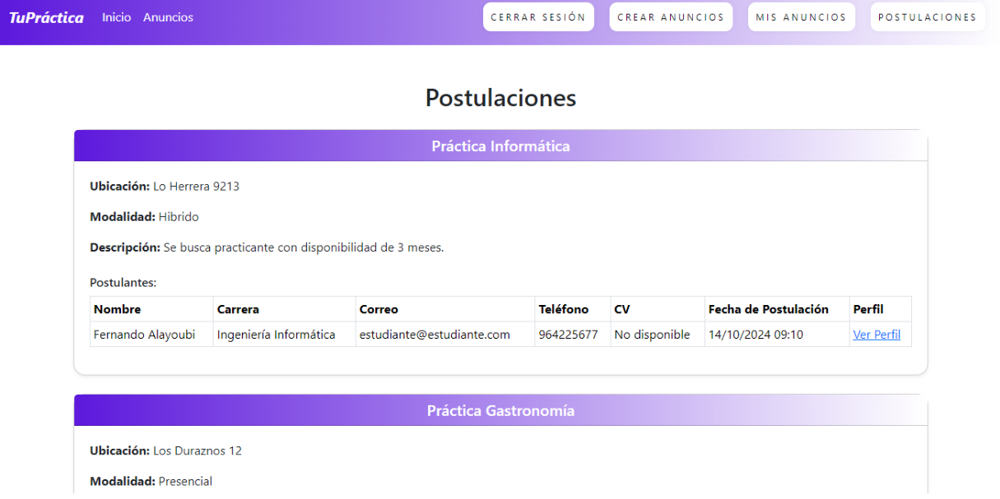 TuPráctica Inicio Anuncios CERRAR SESIÓN CREAR ANUNCIOS MIS ANUNCIOS POSTULACIONES
Postulaciones
Práctica Informática
Ubicación: Lo Herrera 9213
Modalidad: Hibrido
Descripción: Se busca practicante con disponibilidad de 3 meses.
Postulantes:
Nombre Carrera Correo Teléfono CV Fecha de Postulación Perfil
Fernando Alayoubi Ingeniería Informática estudiante@estudiante.com 964225677 No disponible 14/10/2024 09:10 Ver Perfil
Práctica Gastronomía
Ubicación: Los Duraznos 12
Modalidad: Presencial